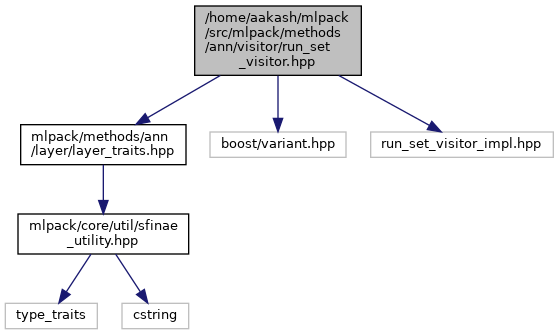 /home/aakash/mlpack
/src/mlpack/methods
/ann/visitor/run_set
_visitor.hpp
mlpack/methods/ann
/layer/layer_traits.hpp
boost/variant.hpp
run_set_visitor_impl.hpp
mlpack/core/util/sfinae
_utility.hpp
type_traits
cstring